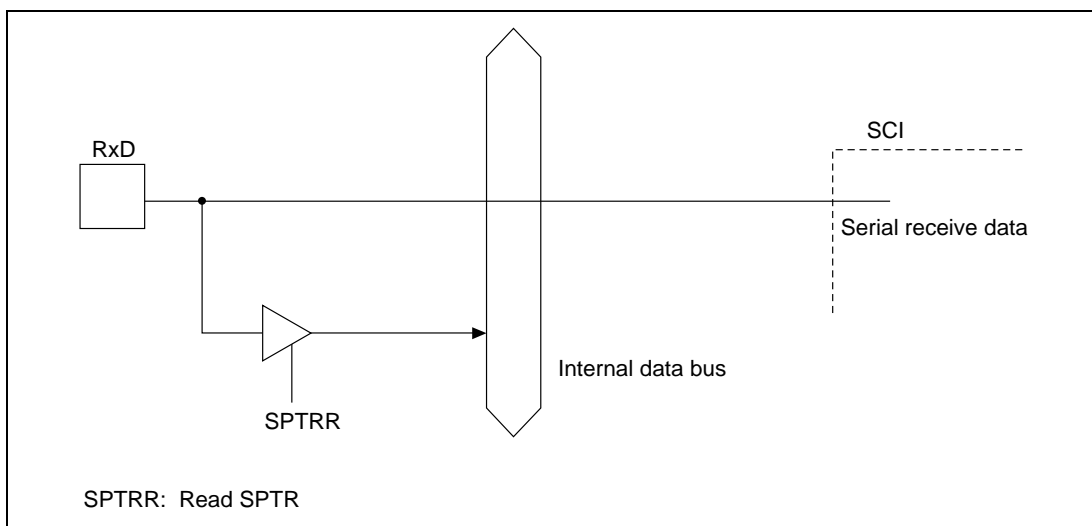 SCI
RxD
Serial receive data
Internal data bus
SPTRR
SPTRR: Read SPTR